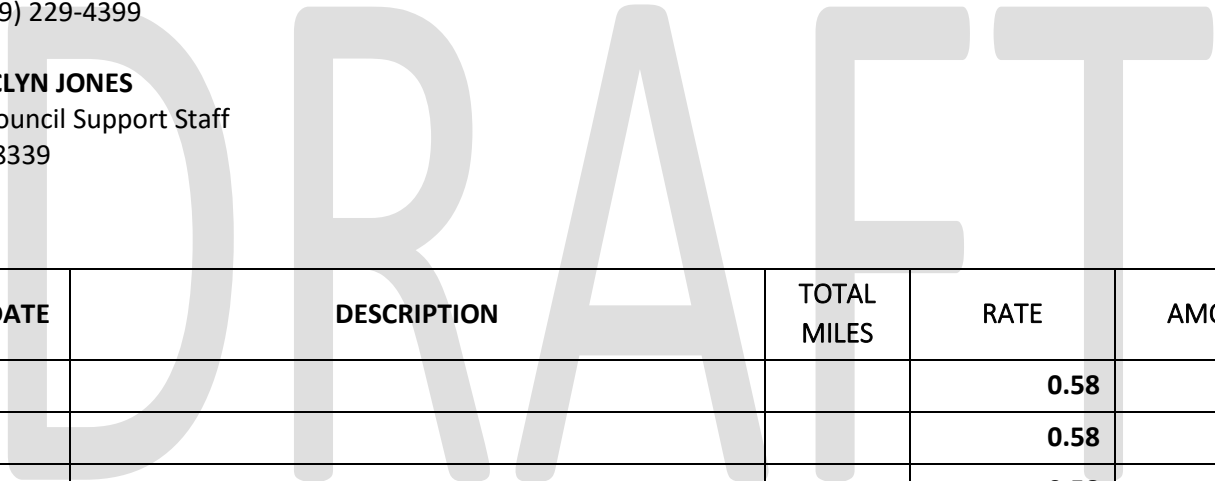 9) 229-4399
CLYN JONES
ouncil Support Staff
8339
DRAFT
DATE DESCRIPTION TOTAL MILES RATE AMO
0.58
0.58